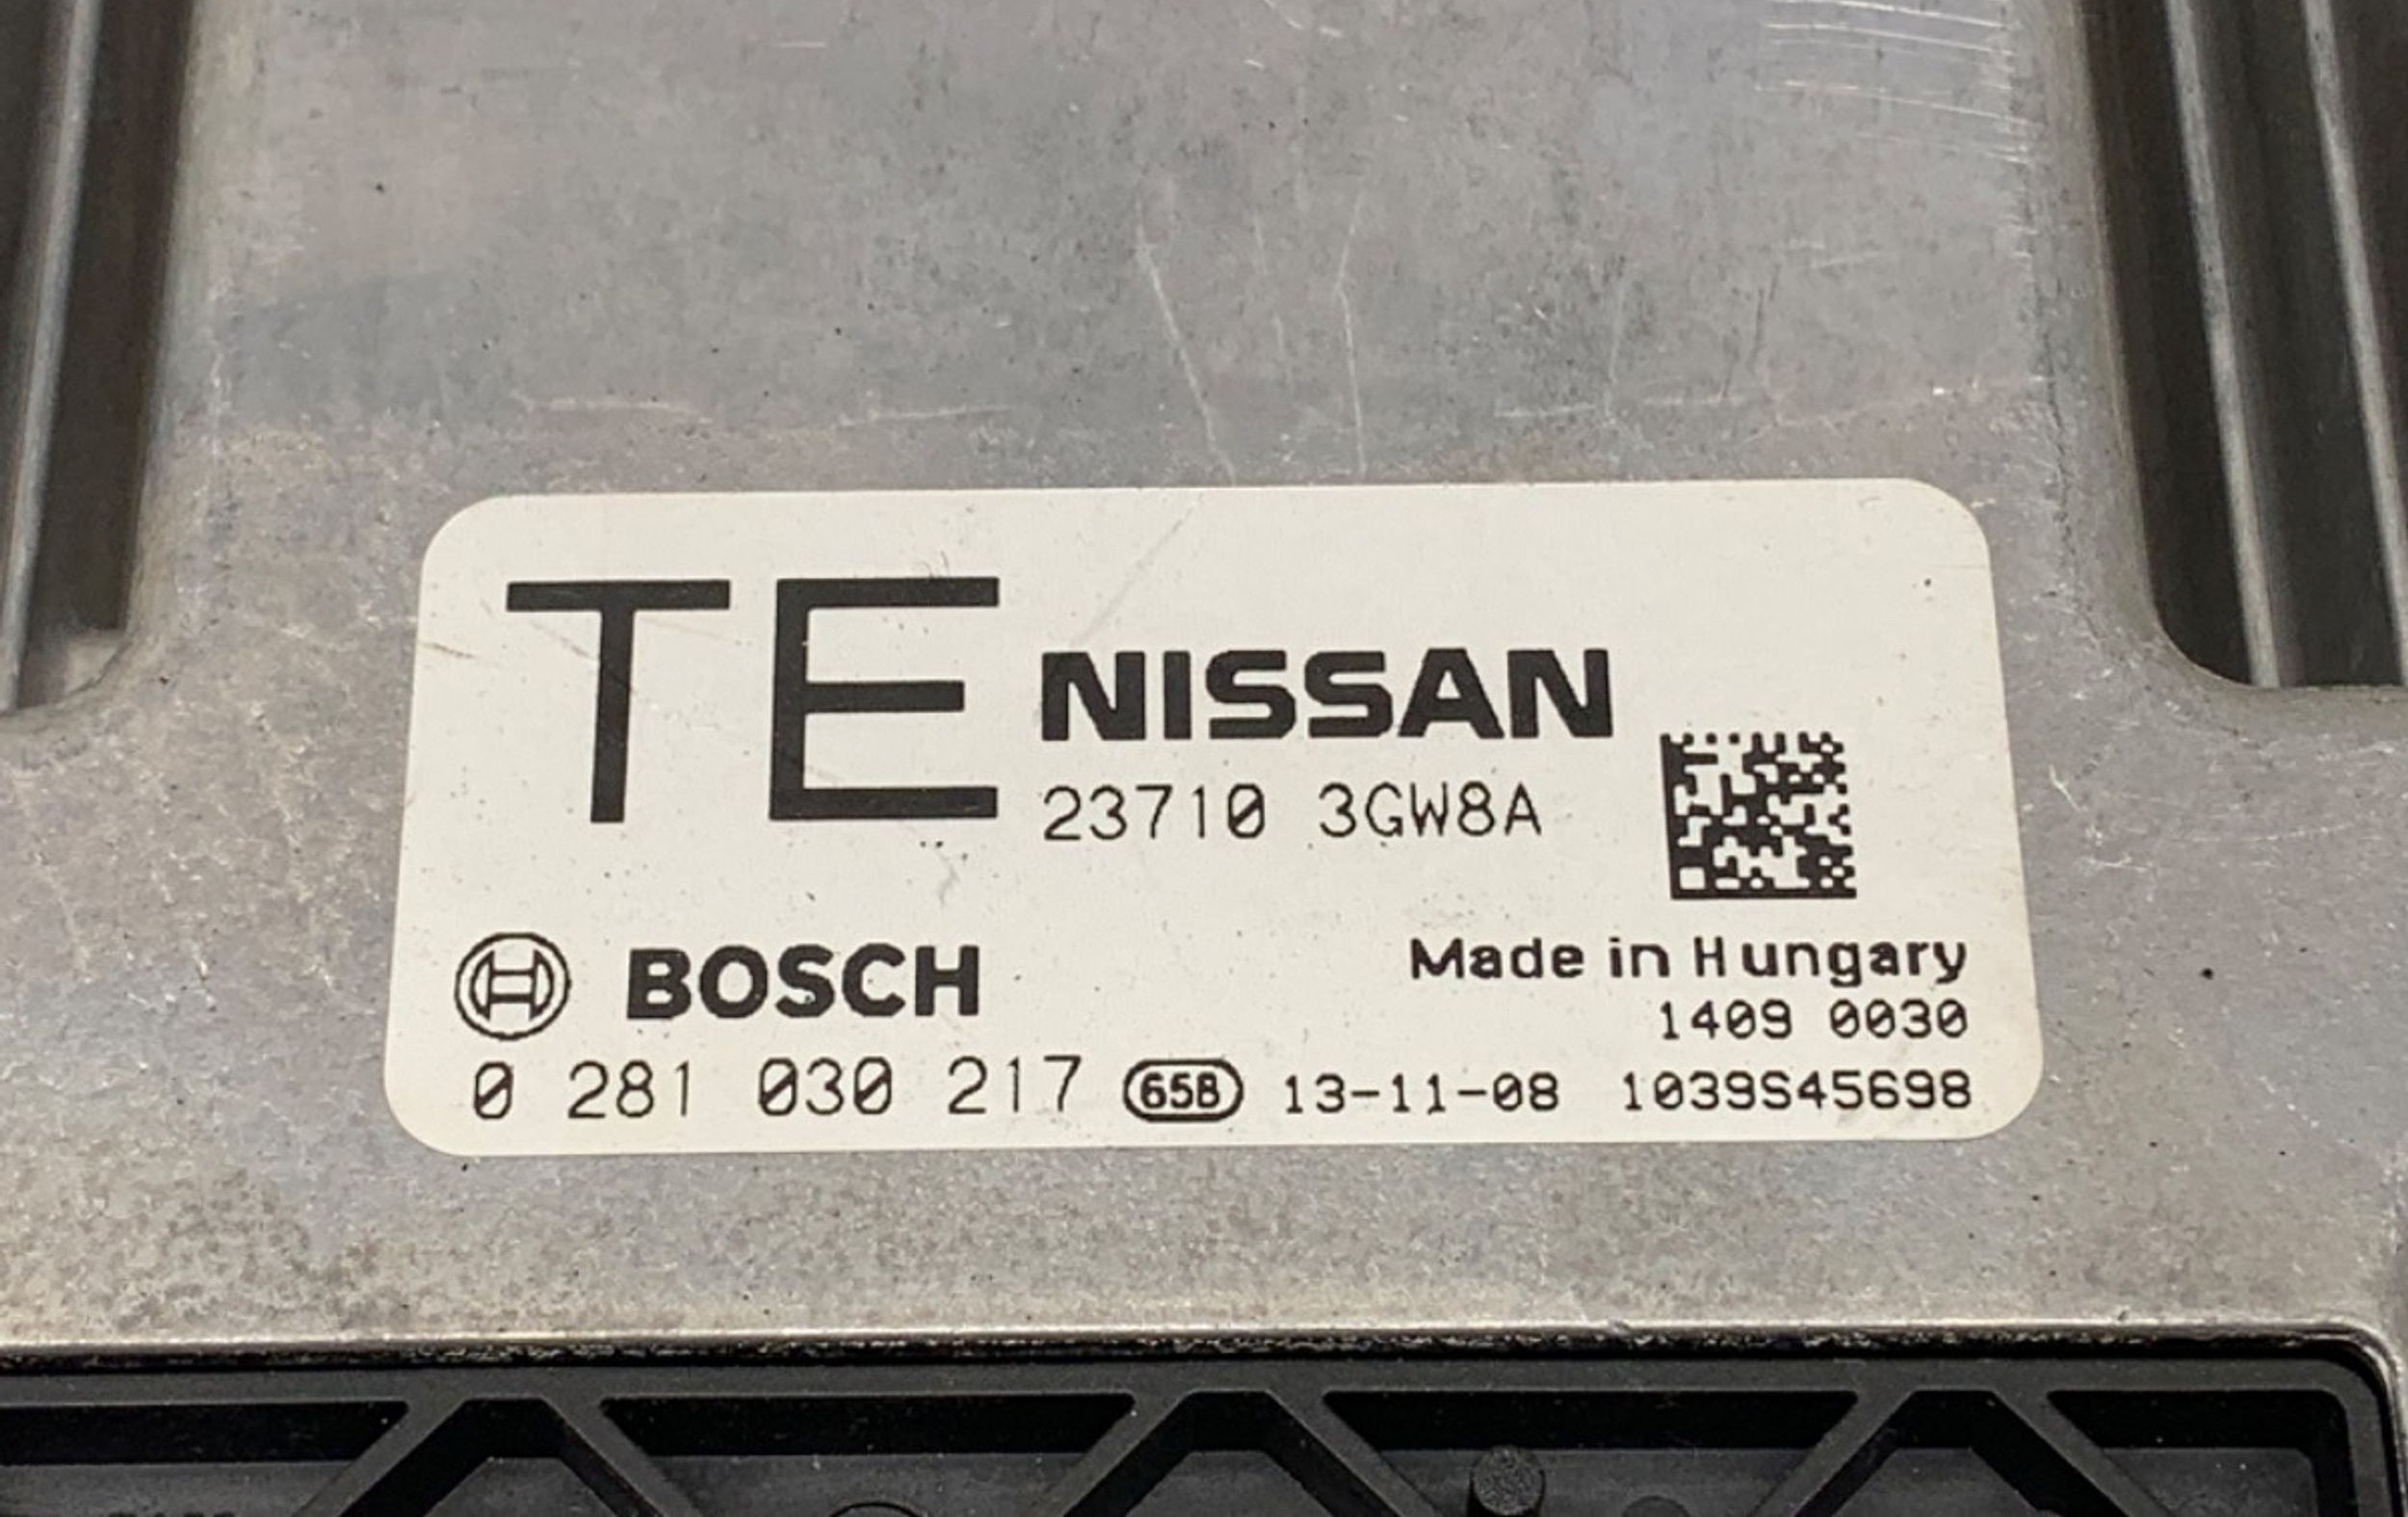 TE NISSAN
23710 3GW8A
BOSCH
Made in Hungary
1409 0030
0 281 030 217 65B 13-11-08 1039S45698